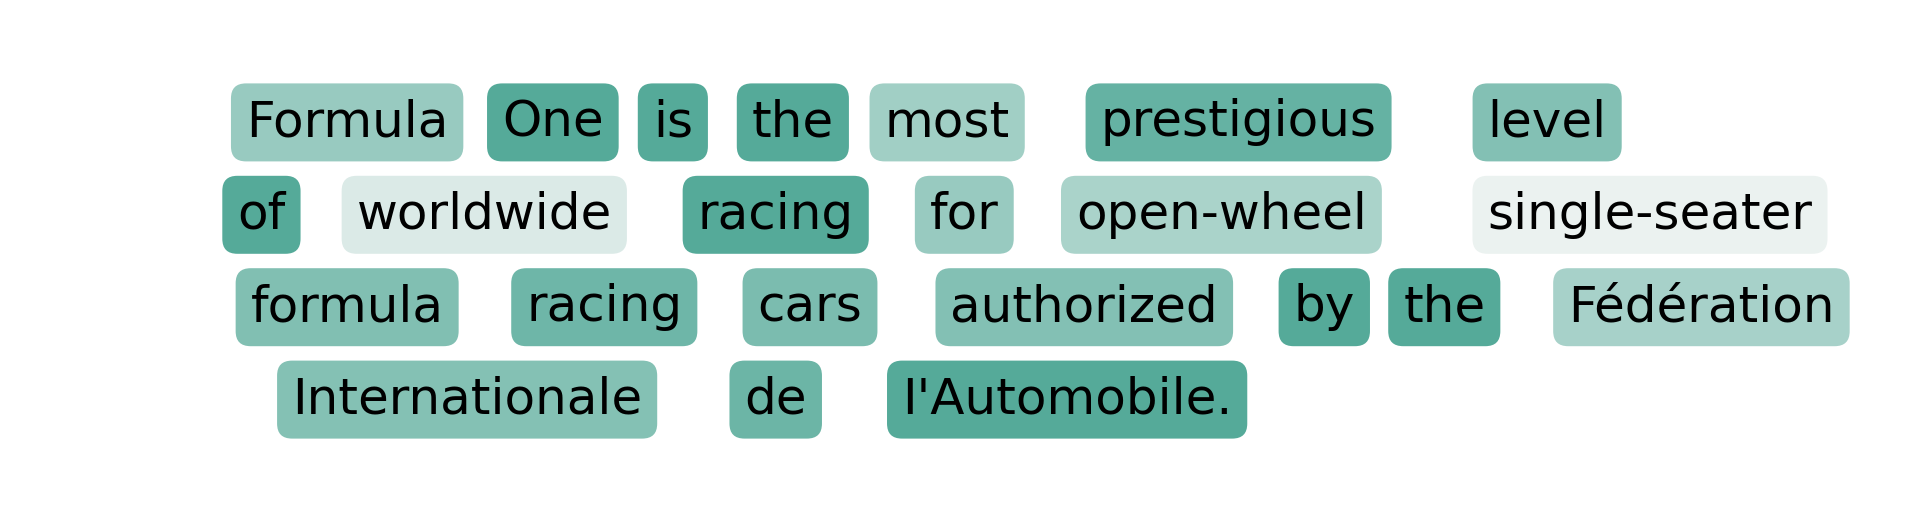 Formula One is the most prestigious level
of worldwide racing for open-wheel single-seater
formula racing cars authorized by the Fédération
Internationale de l'Automobile.